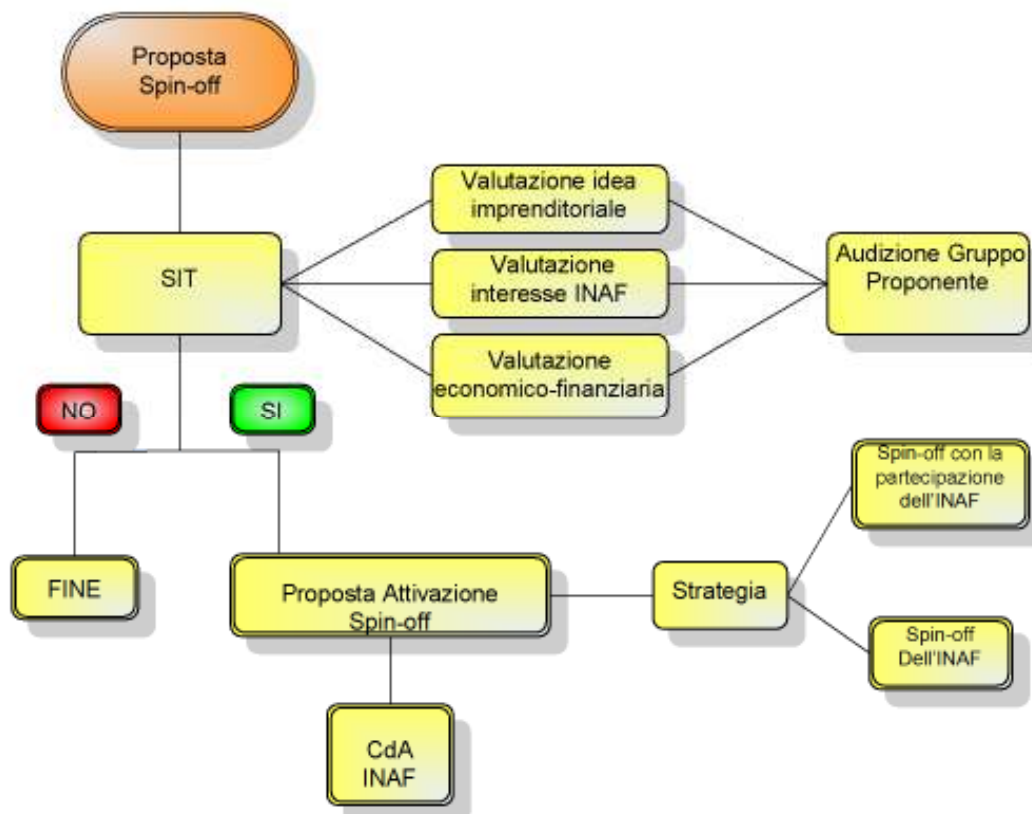 Proposta
Spin-off
Valutazione idea
imprenditoriale
SIT
Valutazione
interesse INAF
Audizione Gruppo
Proponente
Valutazione
economico-finanziaria
NO
SI
Spin-off con la
partecipazione
dell'INAF
FINE
Proposta Attivazione
Spin-off
Strategia
Spin-off
Dell'INAF
CdA
INAF